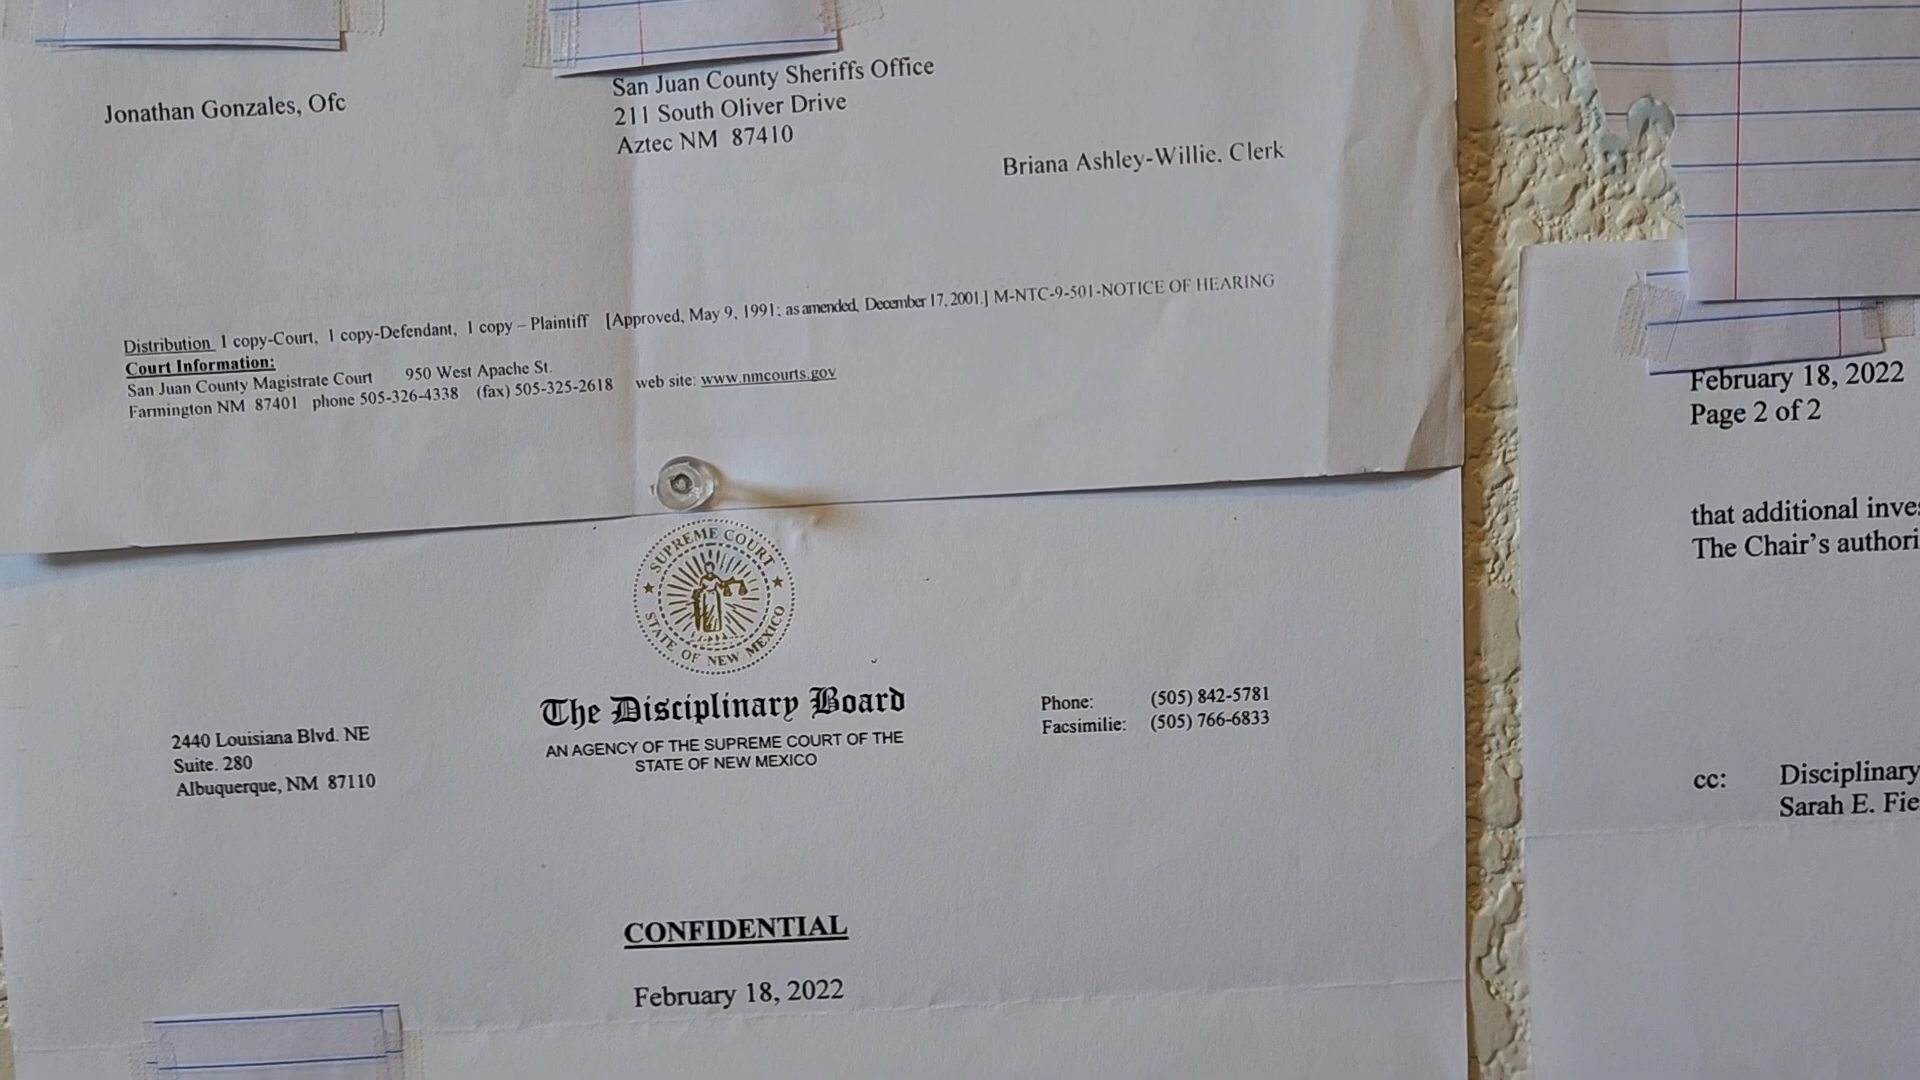 Jonathan Gonzales, Ofc
San Juan County Sheriffs Office
211 South Oliver Drive
Aztec NM 87410
Briana Ashley-Willie, Clerk
Distribution 1 copy-Court, 1 copy-Defendant, 1 copy – Plaintiff [Approved, May 9, 1991; as amended, December 17, 2001.] M-NTC-9-501-NOTICE OF HEARING
Court Information:
San Juan County Magistrate Court 950 West Apache St.
Farmington NM 87401 phone 505-326-4338 (fax) 505-325-2618 web site: www.nmcourts.gov
SUPREME COURT
STATE OF NEW MEXICO
The Disciplinary Board
AN AGENCY OF THE SUPREME COURT OF THE
STATE OF NEW MEXICO
2440 Louisiana Blvd. NE
Suite. 280
Albuquerque, NM 87110
Phone: (505) 842-5781
Facsimilie: (505) 766-6833
CONFIDENTIAL
February 18, 2022
February 18, 2022
Page 2 of 2
that additional inves
The Chair's authori
cc: Disciplinary
Sarah E. Fie